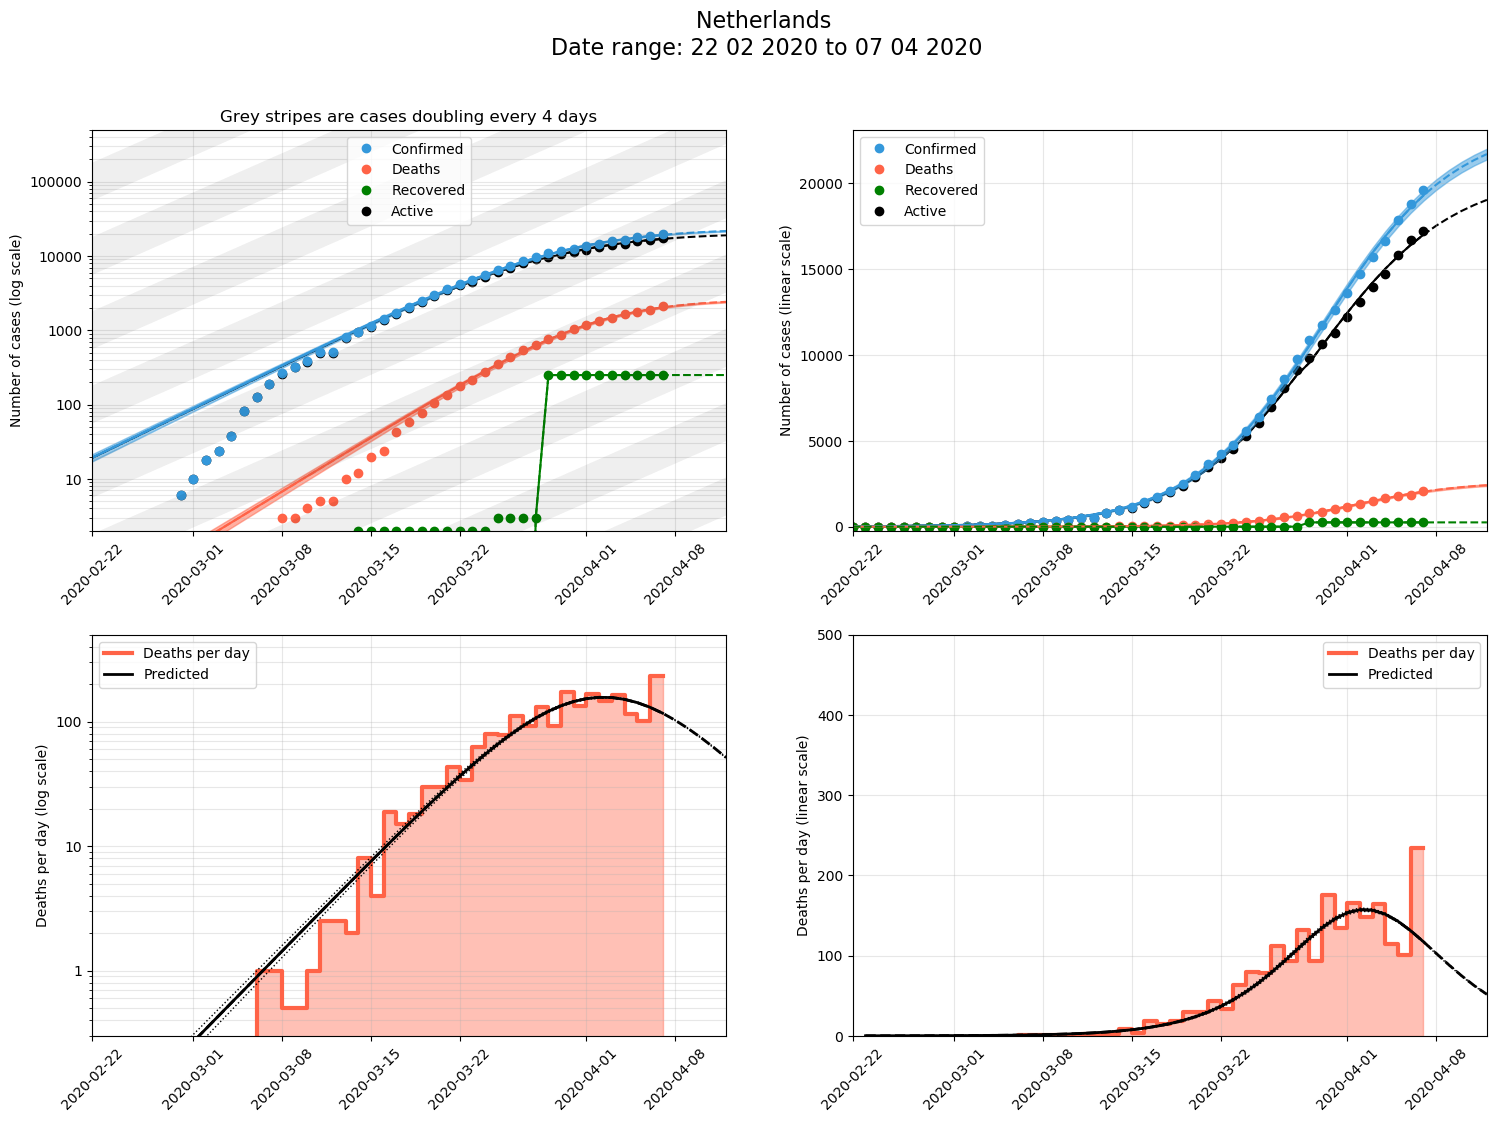 Netherlands
Date range: 22 02 2020 to 07 04 2020
Grey stripes are cases doubling every 4 days
Number of cases (log scale)
100000
10000
1000
100
10
Confirmed
Deaths
Recovered
Active
2020-02-22
2020-03-01
2020-03-08
2020-03-15
2020-03-22
2020-04-01
2020-04-08
Number of cases (linear scale)
20000
15000
10000
5000
0
Confirmed
Deaths
Recovered
Active
2020-02-22
2020-03-01
2020-03-08
2020-03-15
2020-03-22
2020-04-01
2020-04-08
Deaths per day (log scale)
100
10
1
Deaths per day
Predicted
2020-02-22
2020-03-01
2020-03-08
2020-03-15
2020-03-22
2020-04-01
2020-04-08
Deaths per day (linear scale)
500
400
300
200
100
0
Deaths per day
Predicted
2020-02-22
2020-03-01
2020-03-08
2020-03-15
2020-03-22
2020-04-01
2020-04-08